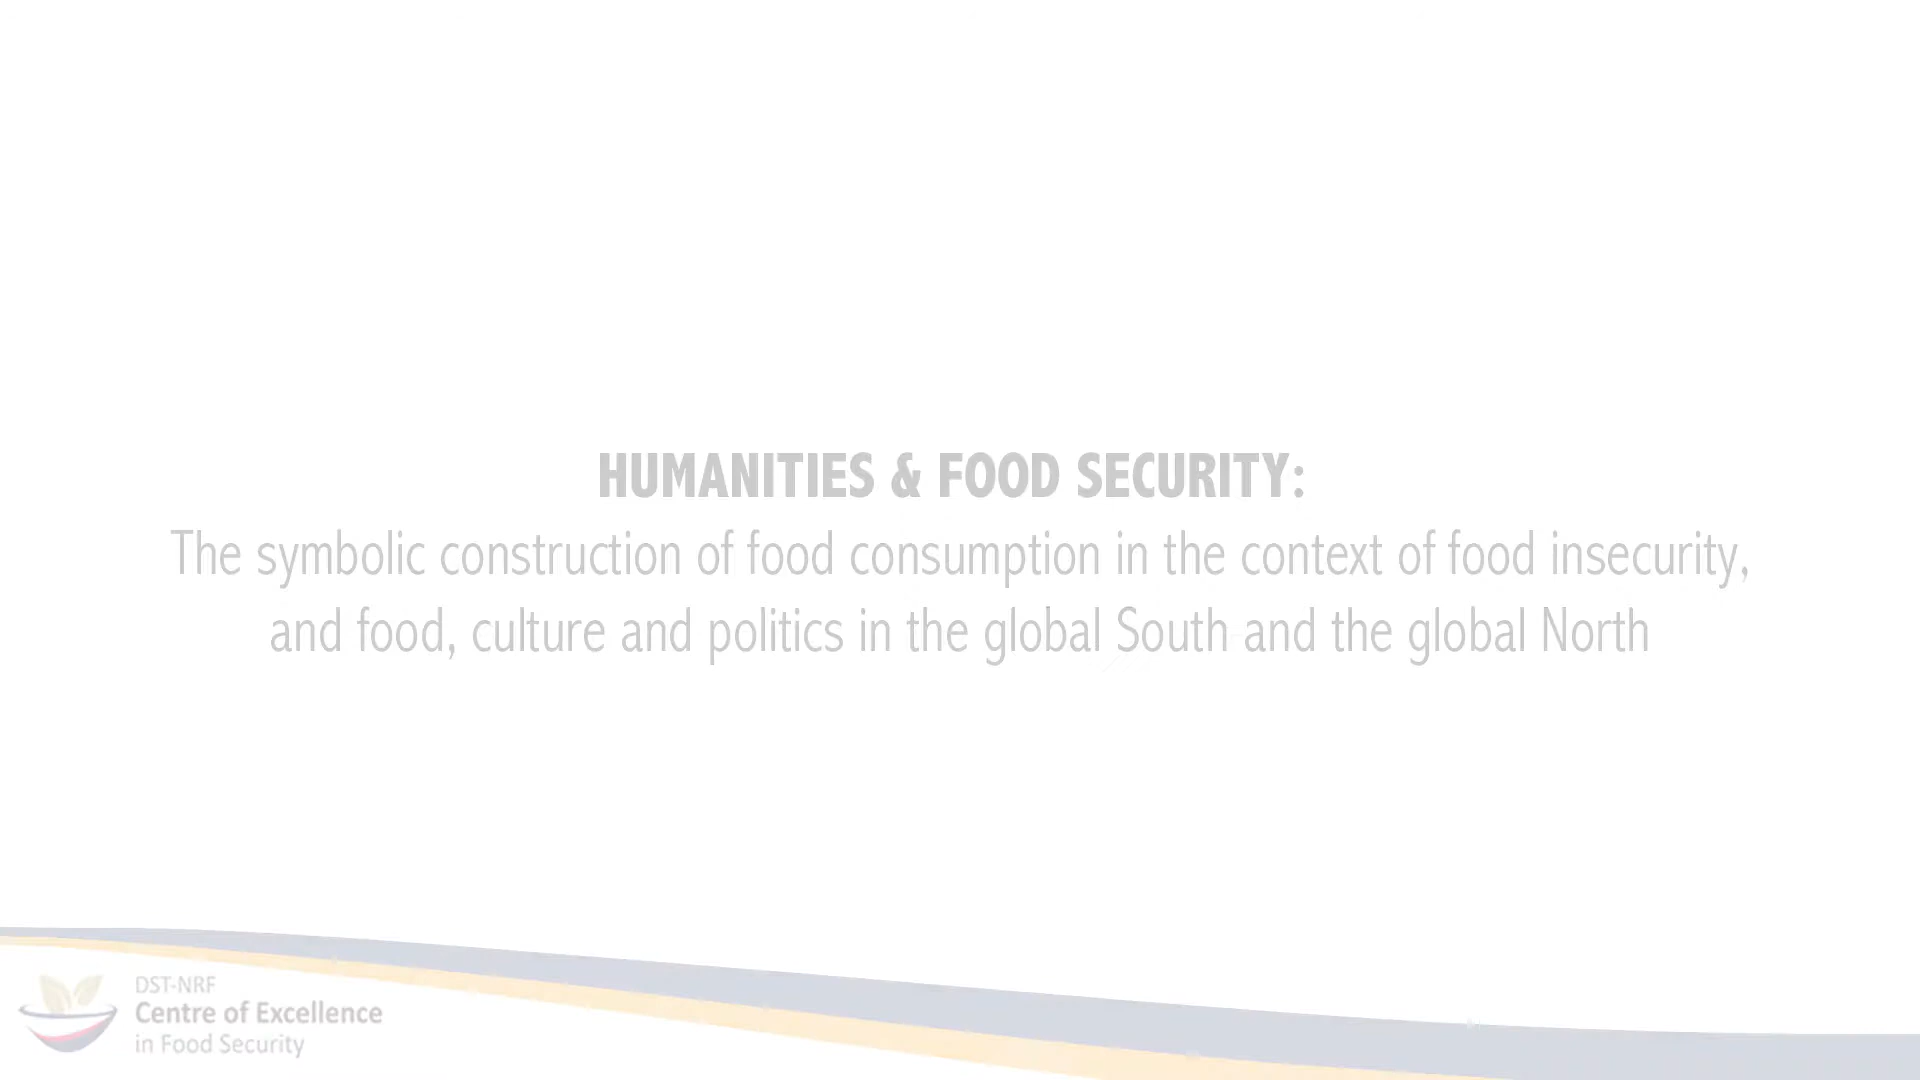 HUMANITIES & FOOD SECURITY:
The symbolic construction of food consumption in the context of food insecurity,
and food, culture and politics in the global South and the global North
DST-NRF
Centre of Excellence
in Food Security